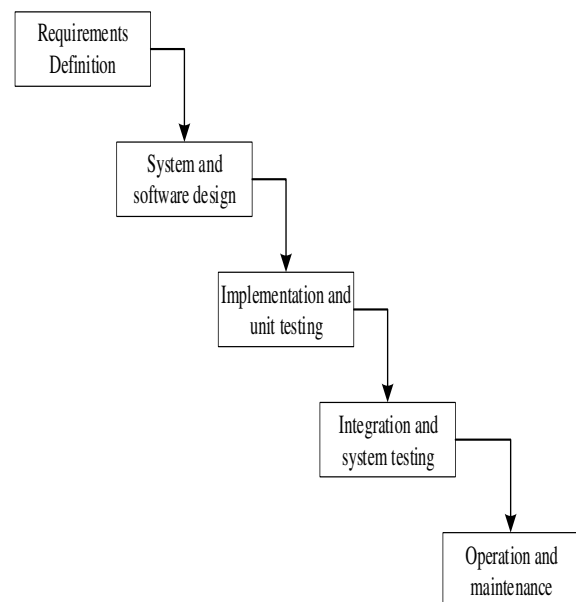 Requirements
Definition
System and
software design
Implementation and
unit testing
Integration and
system testing
Operation and
maintenance